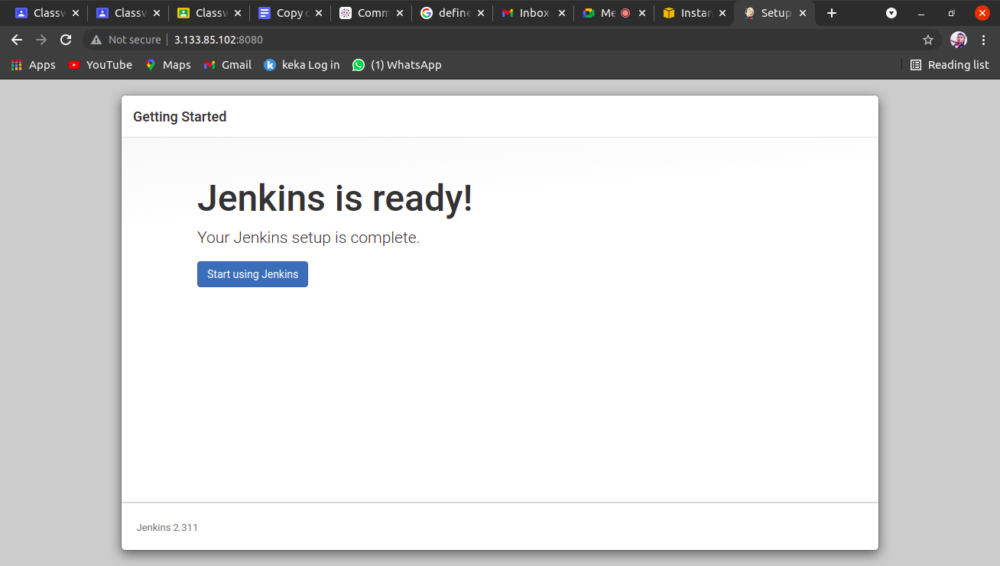 Classw
Classw
Classw
Copy o
Comm
define
Inbox
Me
Instan
Setup
Not secure
3.133.85.102:8080
Apps
YouTube
Maps
Gmail
keka Log in
(1) WhatsApp
Reading list
Getting Started
Jenkins is ready!
Your Jenkins setup is complete.
Start using Jenkins
Jenkins 2.311